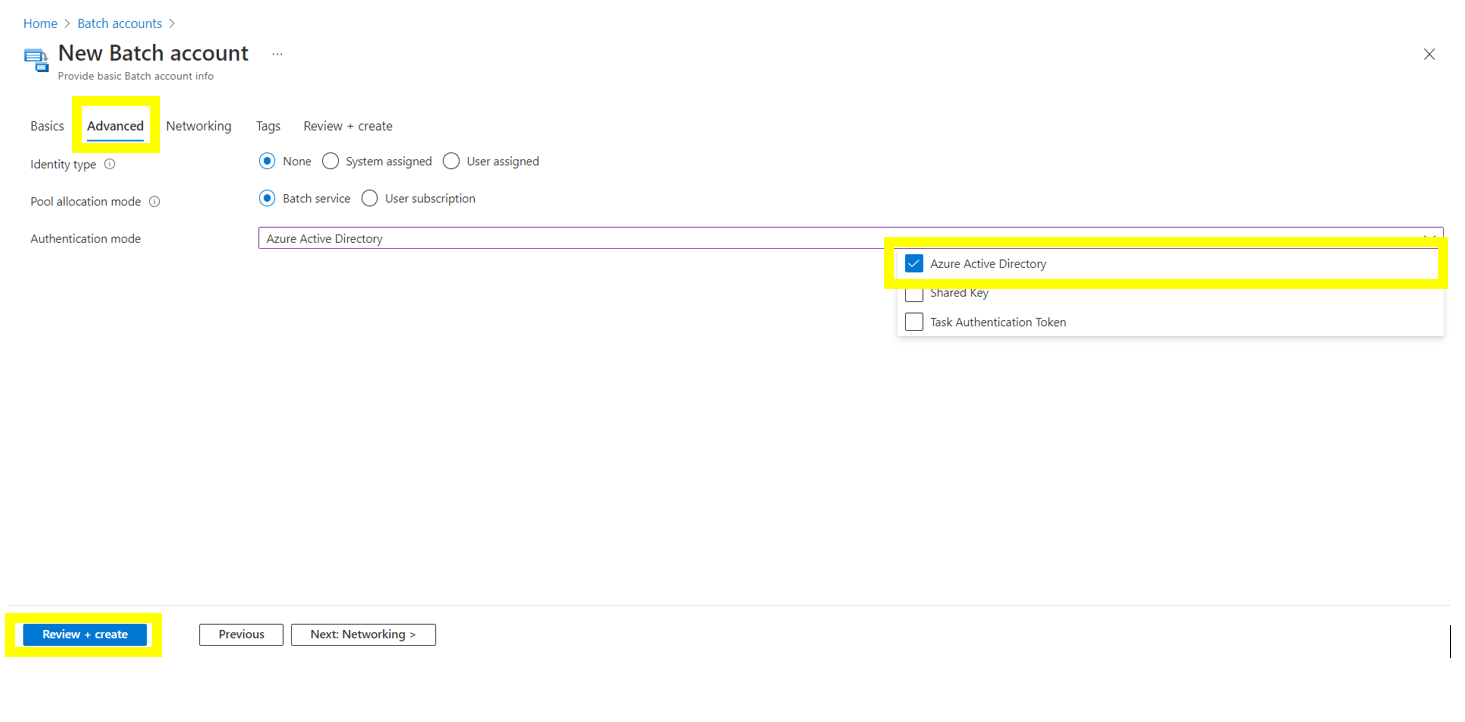 Home > Batch accounts >
New Batch account ...
Provide basic Batch account info
Basics Advanced Networking Tags Review + create
Identity type None System assigned User assigned
Pool allocation mode Batch service User subscription
Authentication mode Azure Active Directory
Azure Active Directory
Shared Key
Task Authentication Token
Review + create Previous Next: Networking >